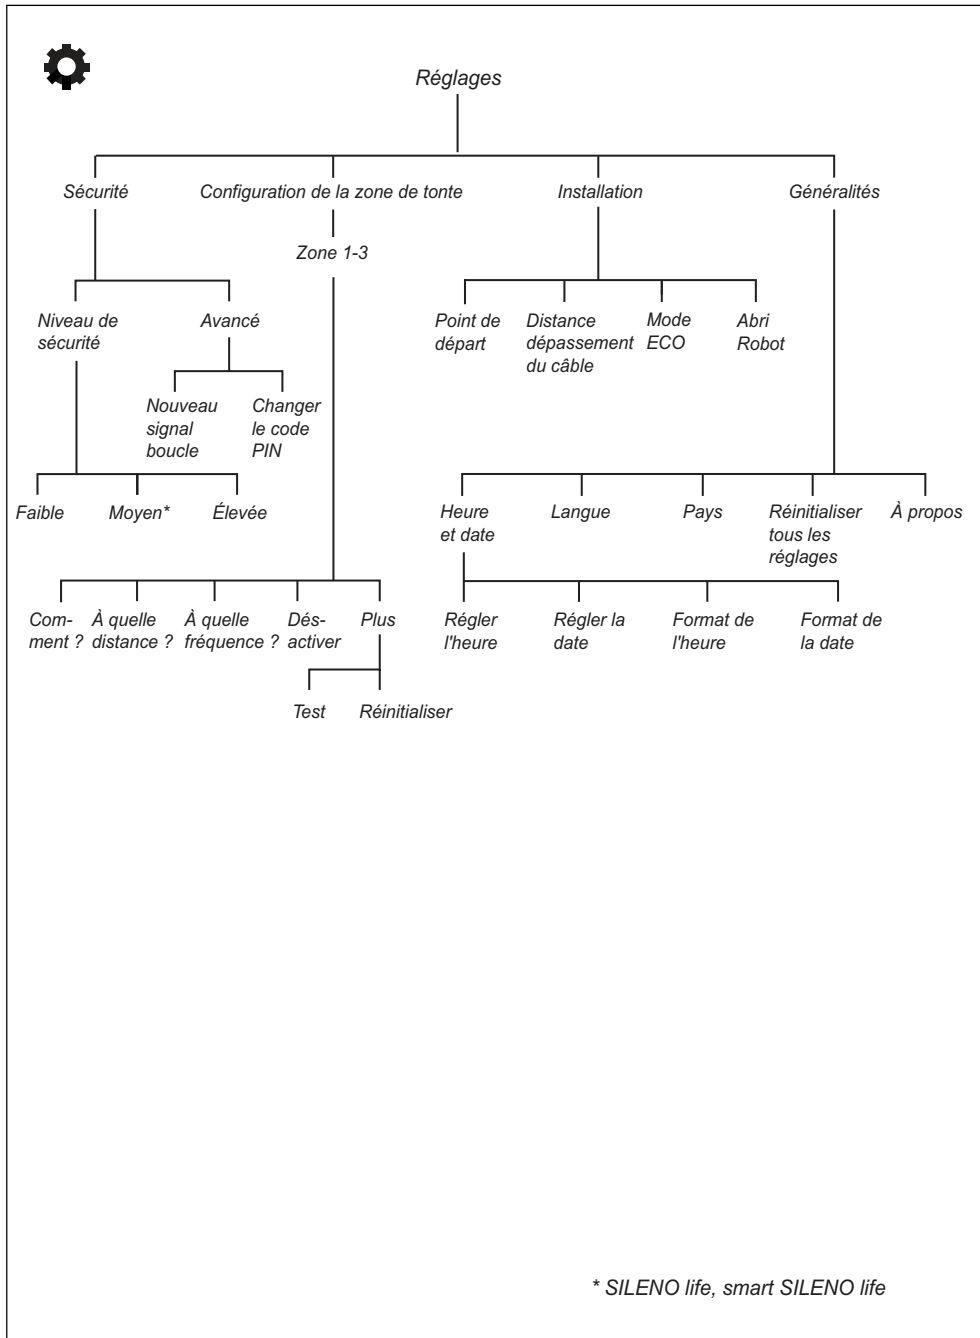 Réglages
Sécurité
Configuration de la zone de tonte
Installation
Généralités
Zone 1-3
Niveau de
sécurité
Avancé
Point de
départ
Distance
dépassement
du câble
Mode
ECO
Abri
Robot
Nouveau
signal
boucle
Changer
le code
PIN
Faible
Moyen*
Élevée
Heure
et date
Langue
Pays
Réinitialiser
tous les
réglages
À propos
Com-
ment ?
À quelle
distance ?
À quelle
fréquence ?
Dés-
activer
Plus
Régler
l'heure
Régler la
date
Format de
l'heure
Format de
la date
Test
Réinitialiser
* SILENO life, smart SILENO life